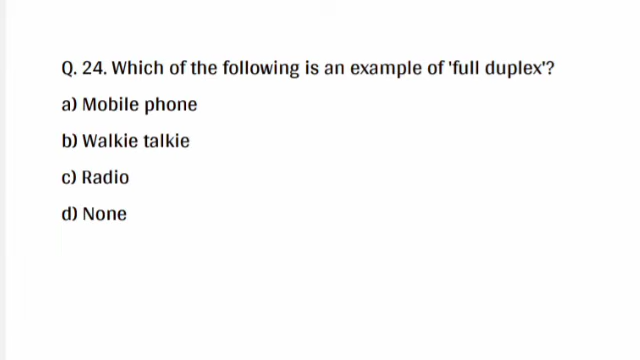 Q. 24. Which of the following is an example of 'full duplex'?
a) Mobile phone
b) Walkie talkie
c) Radio
d) None